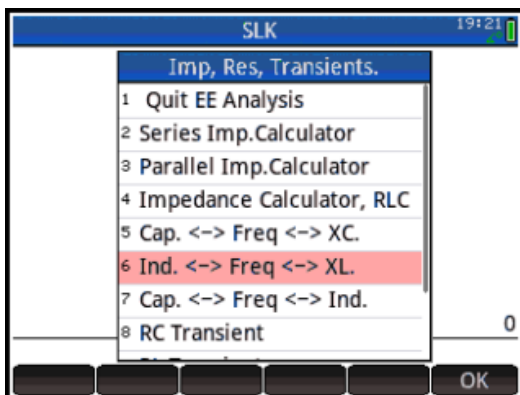 SLK
19:21
Imp, Res, Transients.
1 Quit EE Analysis
2 Series Imp.Calculator
3 Parallel Imp.Calculator
4 Impedance Calculator, RLC
5 Cap. <-> Freq <-> XC.
6 Ind. <-> Freq <-> XL.
7 Cap. <-> Freq <-> Ind.
8 RC Transient
0
OK